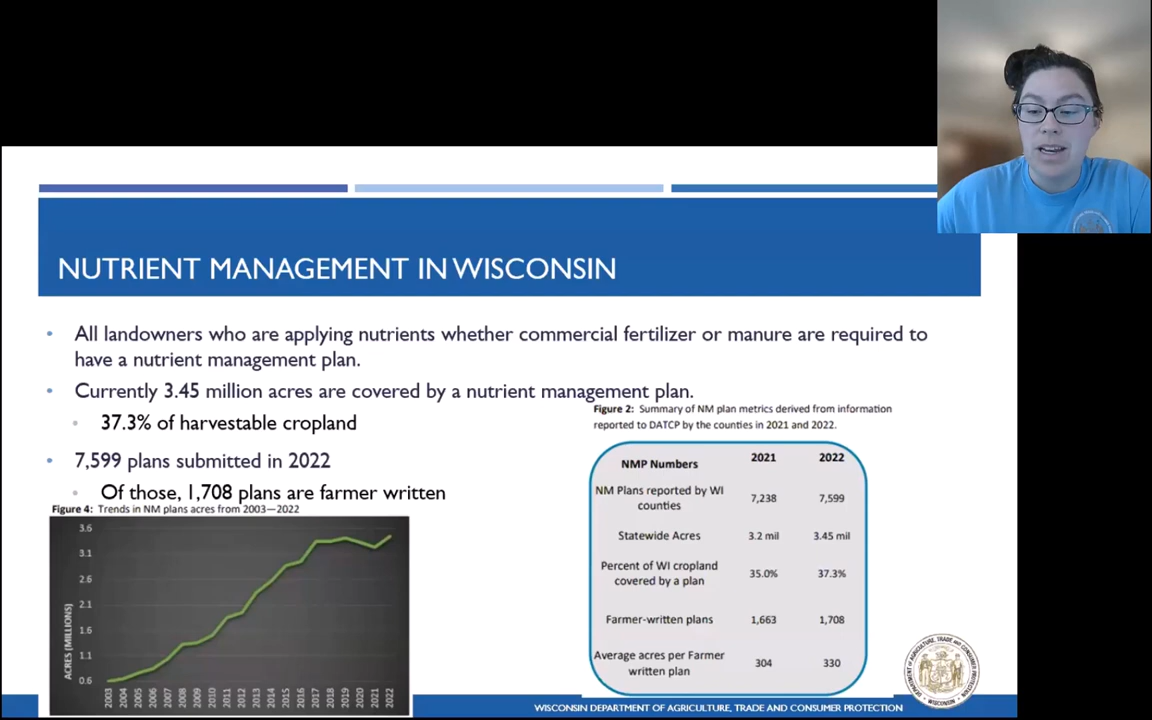 NUTRIENT MANAGEMENT IN WISCONSIN
• All landowners who are applying nutrients whether commercial fertilizer or manure are required to
have a nutrient management plan.
• Currently 3.45 million acres are covered by a nutrient management plan.
• 37.3% of harvestable cropland
• 7,599 plans submitted in 2022
• Of those, 1,708 plans are farmer written
Figure 4: Trends in NM plans acres from 2003—2022
ACRES (MILLIONS)
3.6
3.1
2.6
2.1
1.6
1.1
0.6
2003 2004 2005 2006 2007 2008 2009 2010 2011 2012 2013 2014 2015 2016 2017 2018 2019 2020 2021 2022
Figure 2: Summary of NM plan metrics derived from information
reported to DATCP by the counties in 2021 and 2022.
NMP Numbers 2021 2022
NM Plans reported by WI
counties 7,238 7,599
Statewide Acres 3.2 mil 3.45 mil
Percent of WI cropland
covered by a plan 35.0% 37.3%
Farmer-written plans 1,663 1,708
Average acres per Farmer
written plan 304 330
WISCONSIN DEPARTMENT OF AGRICULTURE, TRADE AND CONSUMER PROTECTION
DEPARTMENT OF AGRICULTURE, TRADE AND CONSUMER PROTECTION
WISCONSIN